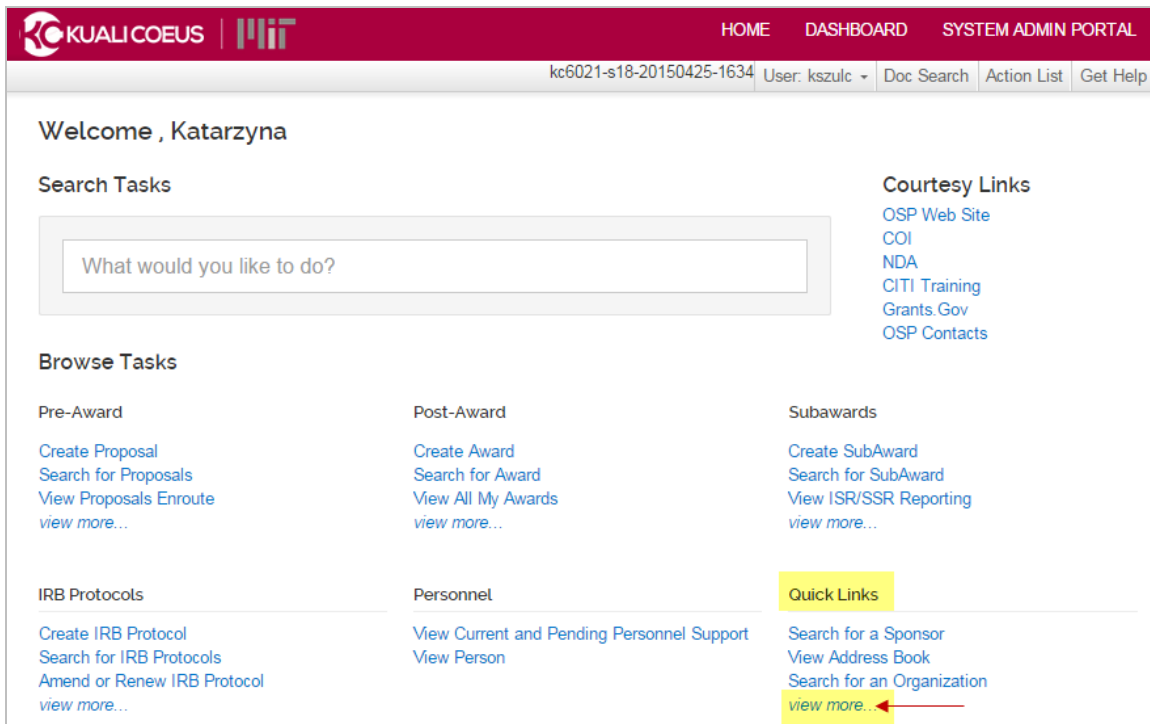 KC KUALI COEUS MIT HOME DASHBOARD SYSTEM ADMIN PORTAL
kc6021-s18-20150425-1634 User: kszulc Doc Search Action List Get Help
Welcome , Katarzyna
Search Tasks
What would you like to do?
Courtesy Links
OSP Web Site
COI
NDA
CITI Training
Grants.Gov
OSP Contacts
Browse Tasks
Pre-Award
Create Proposal
Search for Proposals
View Proposals Enroute
view more...
Post-Award
Create Award
Search for Award
View All My Awards
view more...
Subawards
Create SubAward
Search for SubAward
View ISR/SSR Reporting
view more...
IRB Protocols
Create IRB Protocol
Search for IRB Protocols
Amend or Renew IRB Protocol
view more...
Personnel
View Current and Pending Personnel Support
View Person
Quick Links
Search for a Sponsor
View Address Book
Search for an Organization
view more...